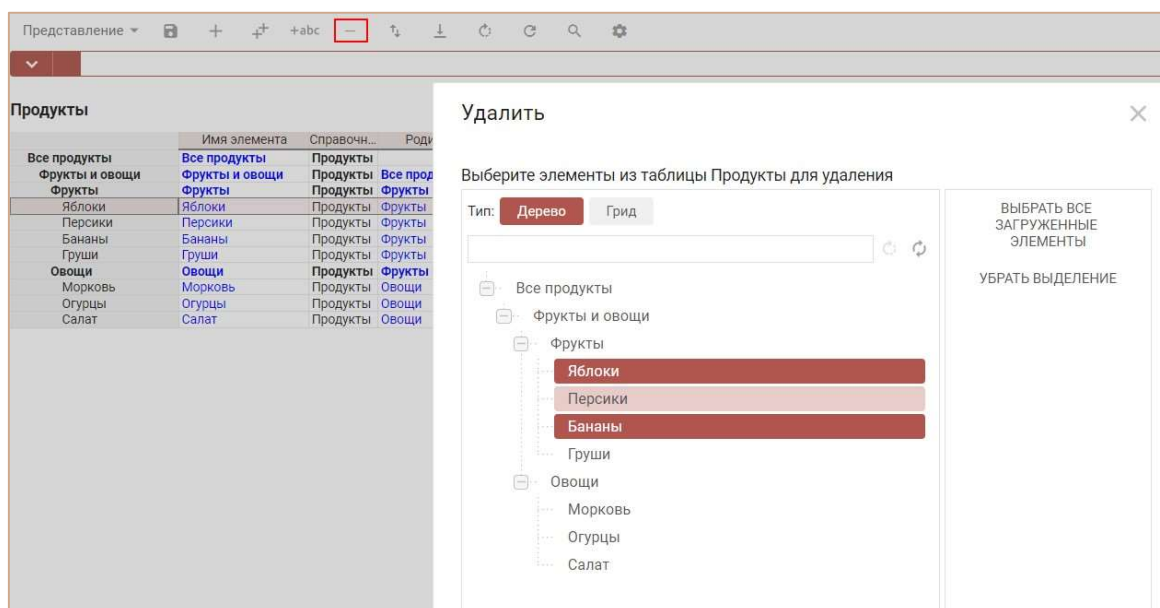 Представление
+abc
Продукты
Имя элемента Справочн... Роди
Все продукты Все продукты Продукты
Фрукты и овощи Фрукты и овощи Продукты Все прод
Фрукты Фрукты Продукты Фрукты
Яблоки Яблоки Продукты Фрукты
Персики Персики Продукты Фрукты
Бананы Бананы Продукты Фрукты
Груши Груши Продукты Фрукты
Овощи Овощи Продукты Фрукты
Морковь Морковь Продукты Овощи
Огурцы Огурцы Продукты Овощи
Салат Салат Продукты Овощи
Удалить
Выберите элементы из таблицы Продукты для удаления
Тип: Дерево Грид
Все продукты
Фрукты и овощи
Фрукты
Яблоки
Персики
Бананы
Груши
Овощи
Морковь
Огурцы
Салат
ВЫБРАТЬ ВСЕ
ЗАГРУЖЕННЫЕ
ЭЛЕМЕНТЫ
УБРАТЬ ВЫДЕЛЕНИЕ